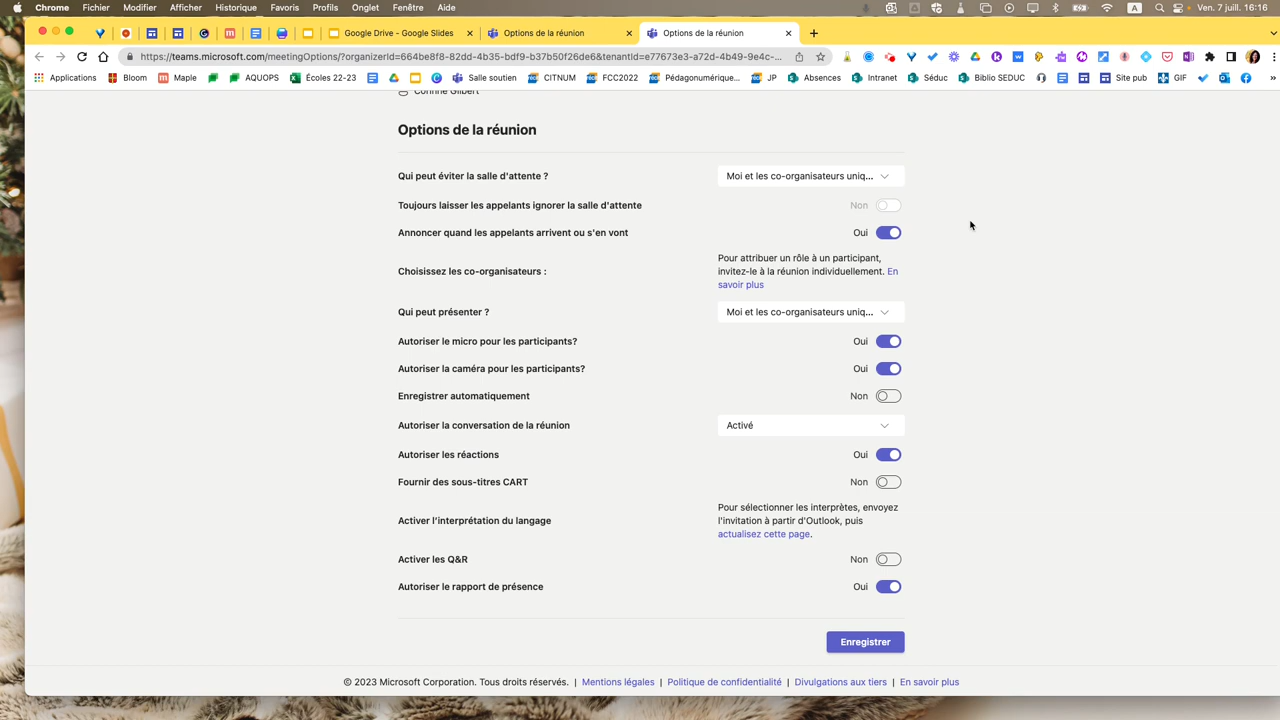 Chrome Fichier Modifier Présentation Historique Favoris Profils Onglet Fenêtre Aide
A Ven. 7 juil. 16:16
Google Drive - Google Slides
Options de la réunion
Options de la réunion
https://teams.microsoft.com/meetingOptions/?organizerId=664be8f8-82dd-4b35-bdf9-b37b50f26de6&tenantId=e77673e3-a72d-4b49-9e4c-...
Applications Bloom Maple AQUOPS Écoles 22-23 Salle soutien CITNUM FCC2022 Pédagonumérique... JP Absences Intranet Séduc Biblio SEDUC Site pub GIF »
Corinne Gilbert
Options de la réunion
Qui peut éviter la salle d'attente ? Moi et les co-organisateurs uniq...
Toujours laisser les appelants ignorer la salle d'attente Non
Annoncer quand les appelants arrivent ou s'en vont Oui
Choisissez les co-organisateurs :
Pour attribuer un rôle à un participant,
invitez-le à la réunion individuellement. En
savoir plus
Qui peut présenter ? Moi et les co-organisateurs uniq...
Autoriser le micro pour les participants? Oui
Autoriser la caméra pour les participants? Oui
Enregistrer automatiquement Non
Autoriser la conversation de la réunion Activé
Autoriser les réactions Oui
Fournir des sous-titres CART Non
Activer l'interprétation du langage
Pour sélectionner les interprètes, envoyez
l'invitation à partir d'Outlook, puis
actualisez cette page.
Activer les Q&R Non
Autoriser le rapport de présence Oui
Enregistrer
© 2023 Microsoft Corporation. Tous droits réservés. | Mentions légales | Politique de confidentialité | Divulgations aux tiers | En savoir plus